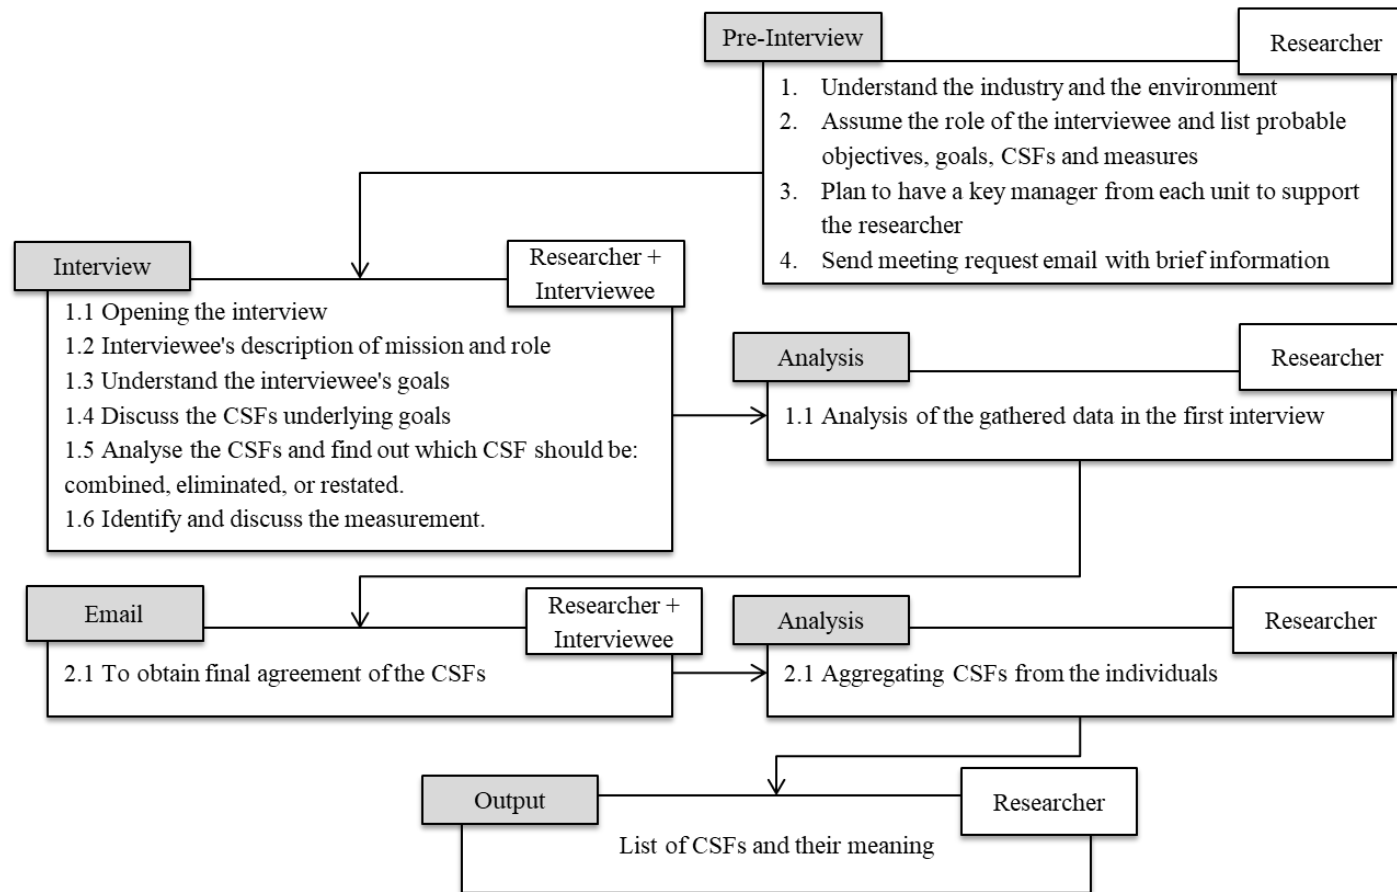 Pre-Interview
Researcher
1. Understand the industry and the environment
2. Assume the role of the interviewee and list probable
objectives, goals, CSFs and measures
3. Plan to have a key manager from each unit to support
the researcher
4. Send meeting request email with brief information
Interview
Researcher +
Interviewee
1.1 Opening the interview
1.2 Interviewee's description of mission and role
1.3 Understand the interviewee's goals
1.4 Discuss the CSFs underlying goals
1.5 Analyse the CSFs and find out which CSF should be:
combined, eliminated, or restated.
1.6 Identify and discuss the measurement.
Analysis
Researcher
1.1 Analysis of the gathered data in the first interview
Email
Researcher +
Interviewee
2.1 To obtain final agreement of the CSFs
Analysis
Researcher
2.1 Aggregating CSFs from the individuals
Output
Researcher
List of CSFs and their meaning